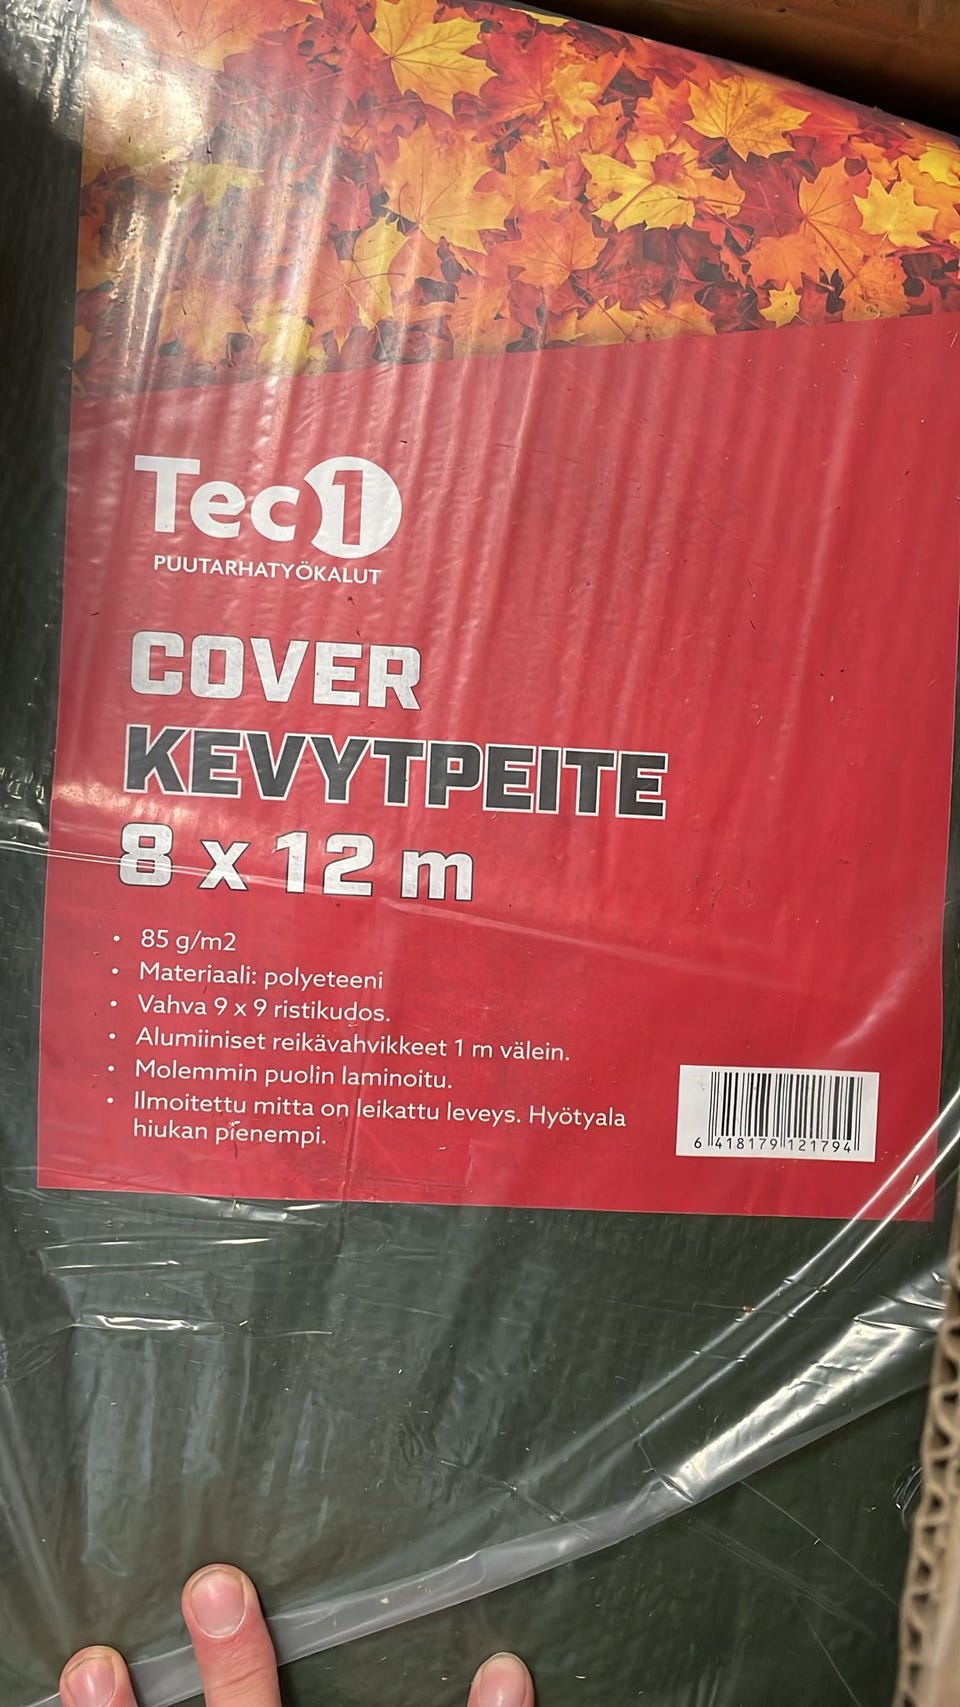 Tec1
PUUTARHATYÖKALUT
COVER
KEVYTPEITE
8 x 12 m
• 85 g/m2
• Materiaali: polyeteeni
• Vahva 9 x 9 ristikudos.
• Alumiiniset reikävahvikkeet 1 m välein.
• Molemmin puolin laminoitu.
• Ilmoitettu mitta on leikattu leveys. Hyötyala
hiukan pienempi.
6 418179 121794